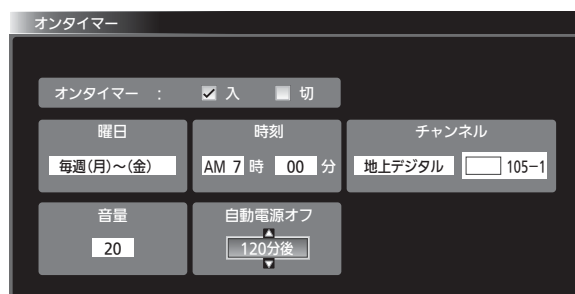 オンタイマー
オンタイマー : 入 切
曜日 時刻 チャンネル
毎週(月)~(金) AM 7 時 00 分 地上デジタル 105-1
音量 自動電源オフ
20 120分後